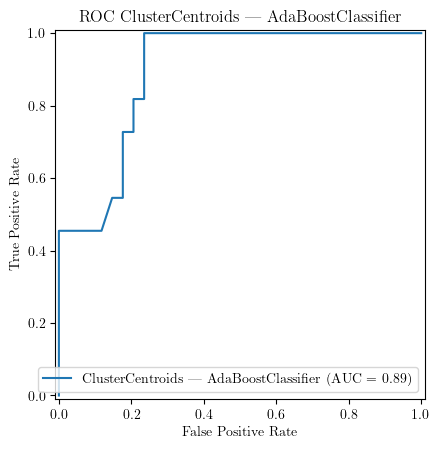 ROC ClusterCentroids — AdaBoostClassifier
1.0
0.8
0.6
0.4
0.2
0.0
True Positive Rate
ClusterCentroids — AdaBoostClassifier (AUC = 0.89)
0.0 0.2 0.4 0.6 0.8 1.0
False Positive Rate